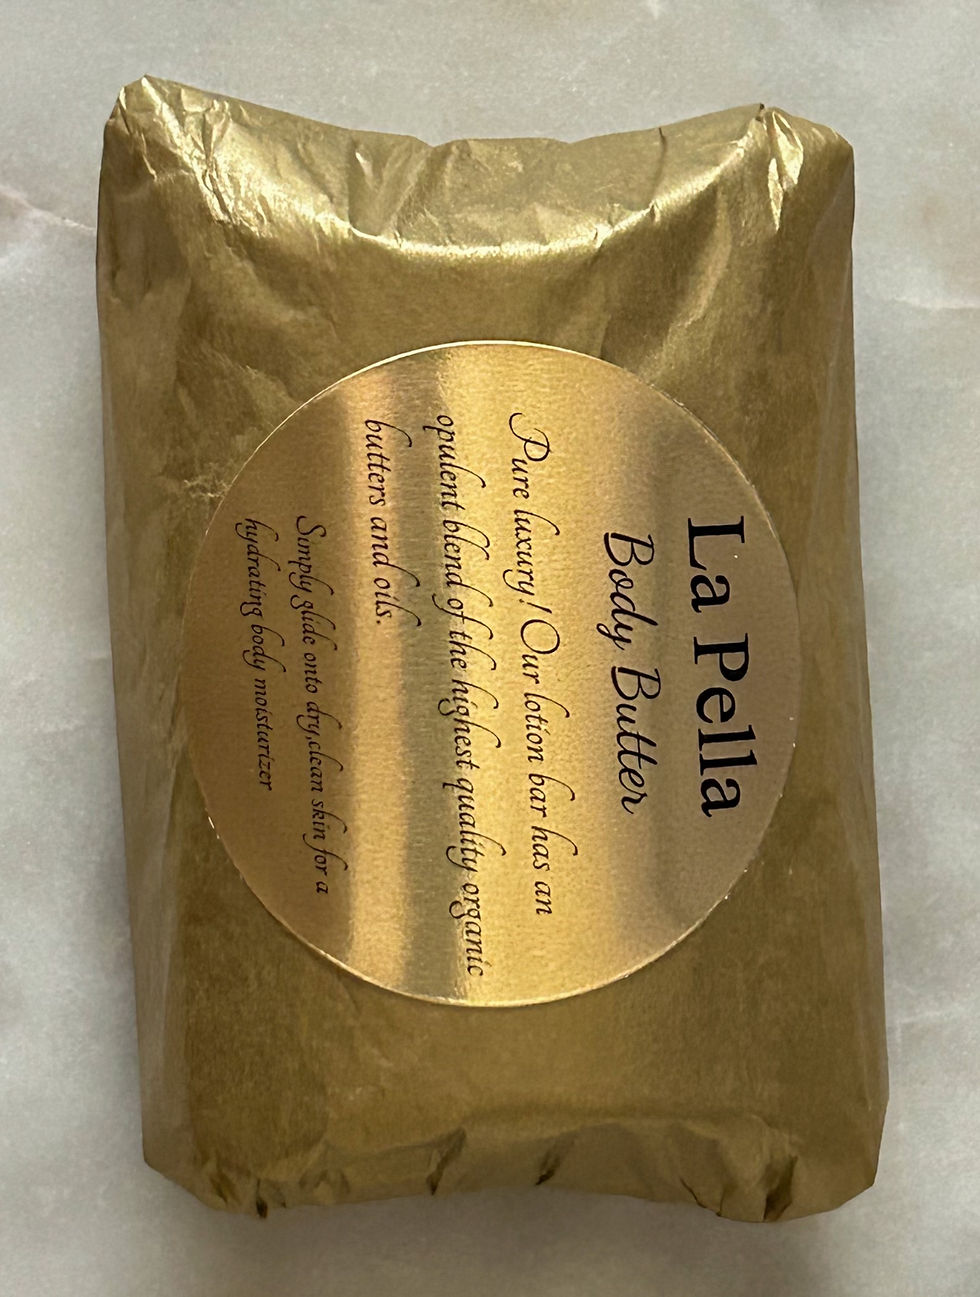 La Pella
Body Butter
Pure luxury! Our lotion bar has an
opulent blend of the highest quality organic
butters and oils.
Simply glide onto dry,clean skin for a
hydrating body moisturizer